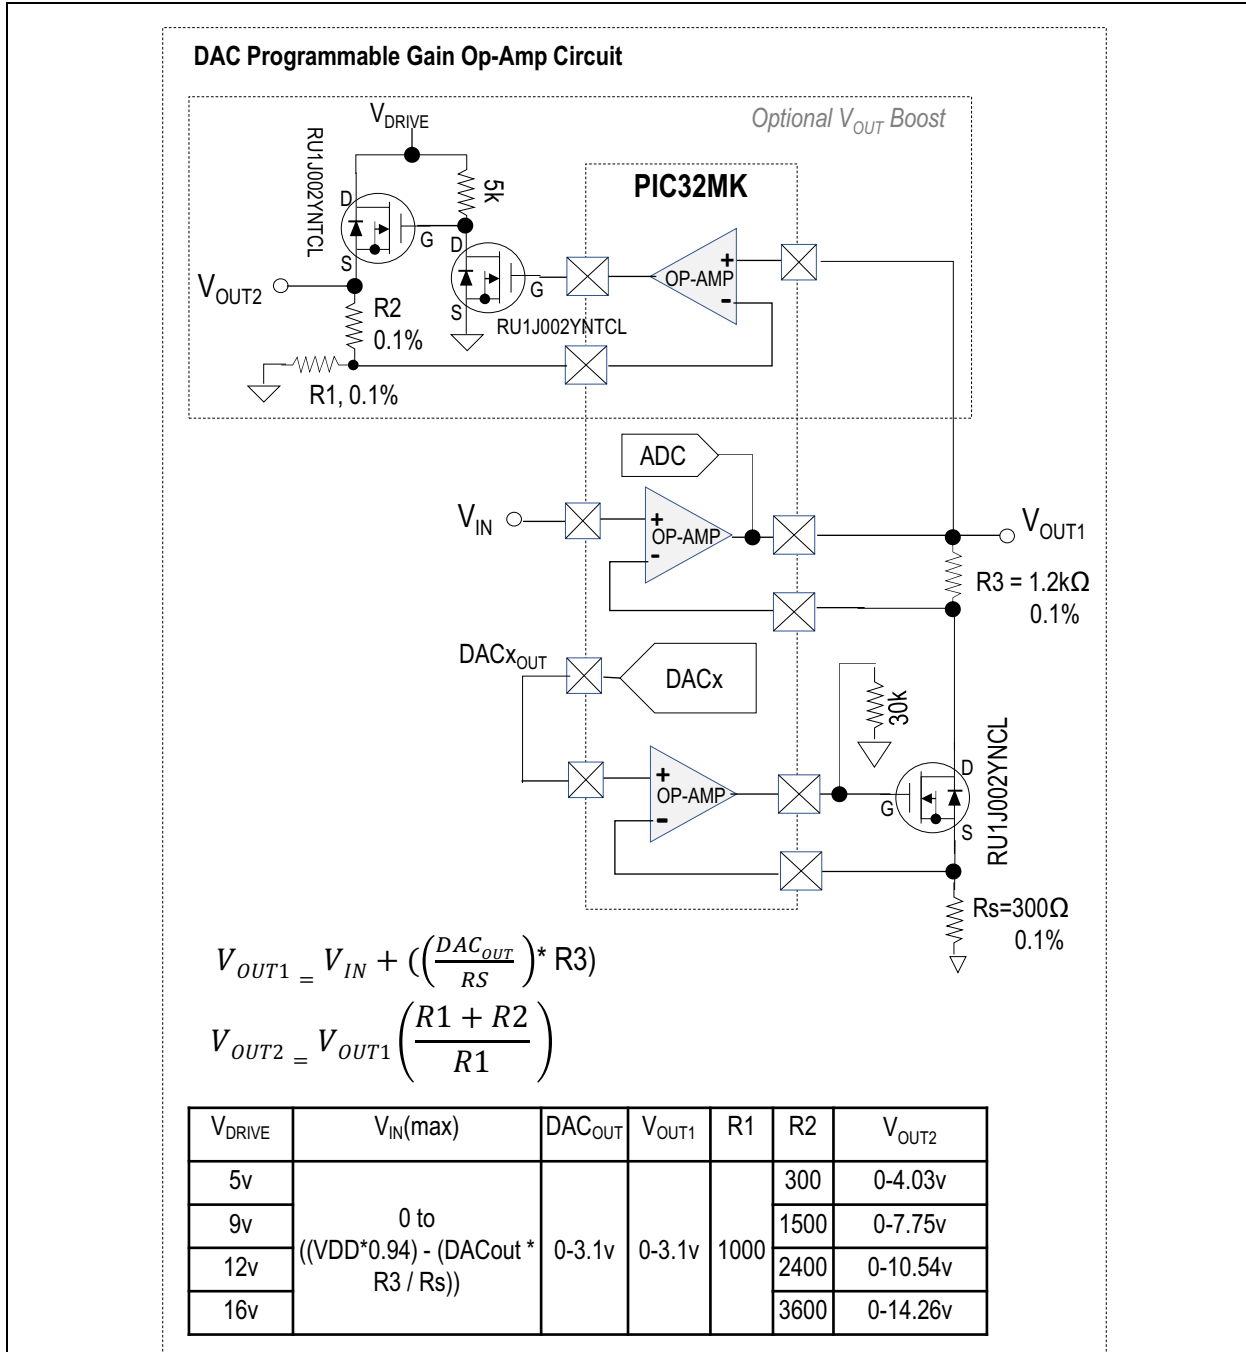 DAC Programmable Gain Op-Amp Circuit
Optional VOUT Boost
VDRIVE
RU1J002YNTCL
5k
PIC32MK
D
G
S
D
G
S
OP-AMP
+
-
VOUT2
R2
0.1%
RU1J002YNTCL
R1, 0.1%
ADC
VIN
+
OP-AMP
-
VOUT1
R3 = 1.2kΩ
0.1%
DACxOUT
DACx
30k
+
OP-AMP
-
D
G
S
RU1J002YNCL
Rs=300Ω
0.1%
VOUT1 = VIN + ((DACOUT/RS)* R3)
VOUT2 = VOUT1((R1 + R2)/R1)
VDRIVE VIN(max) DACOUT VOUT1 R1 R2 VOUT2
5v 300 0-4.03v
9v 1500 0-7.75v
0 to
((VDD*0.94) - (DACout *
R3 / Rs))
0-3.1v 0-3.1v 1000
12v 2400 0-10.54v
16v 3600 0-14.26v